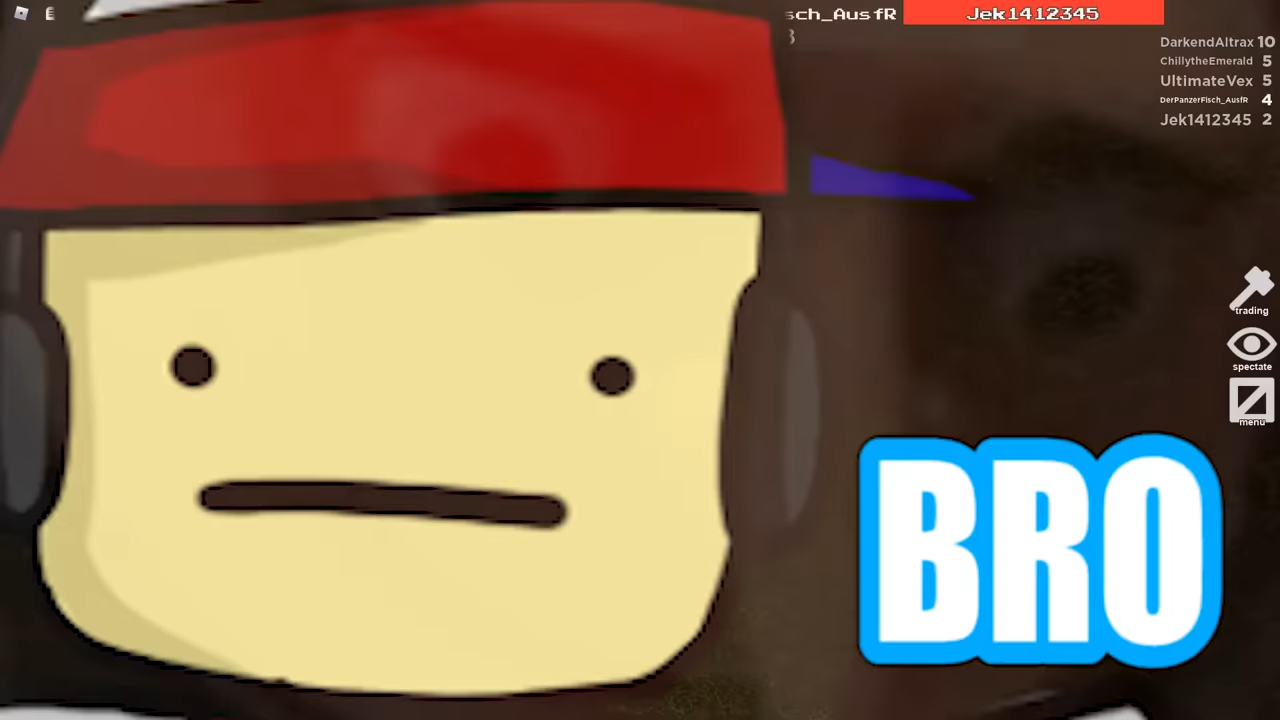 E
sch_AusfR Jek1412345
DarkendAltrax 10
ChillytheEmerald 5
UltimateVex 5
DerPanzerFisch_AusfR 4
Jek1412345 2
trading
spectate
menu
BRO